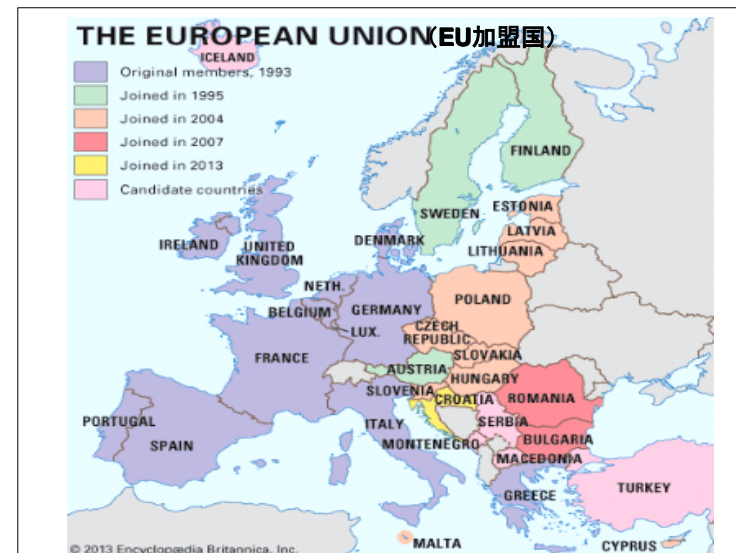 THE EUROPEAN UNION(EU加盟国)
ICELAND
Original members, 1993
Joined in 1995
Joined in 2004
Joined in 2007
Joined in 2013
Candidate countries
FINLAND
SWEDEN
ESTONIA
LATVIA
LITHUANIA
IRELAND
UNITED
KINGDOM
DENMARK
NETH.
BELGIUM
GERMANY
LUX.
POLAND
CZECH
REPUBLIC
SLOVAKIA
FRANCE
AUSTRIA
HUNGARY
SLOVENIA
CROATIA
ROMANIA
PORTUGAL
SPAIN
ITALY
SERBIA
MONTENEGRO
BULGARIA
MACEDONIA
GREECE
TURKEY
MALTA
CYPRUS
© 2013 Encyclopædia Britannica, Inc.